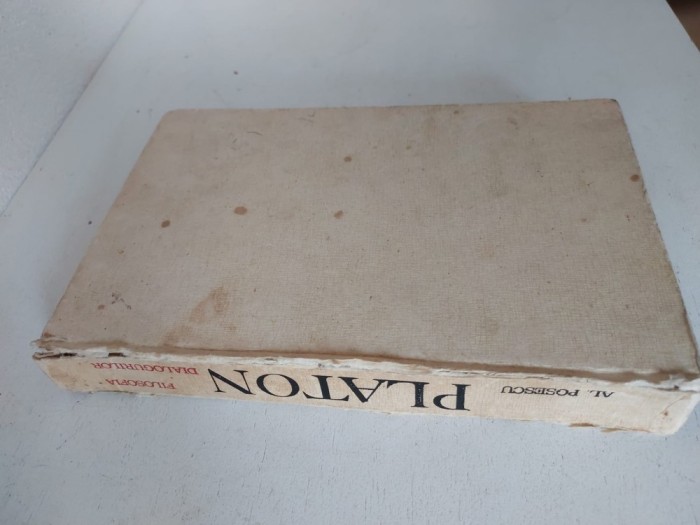 AL. POSESCU
PLATON
FILOSOFIA
DIALOGURILOR